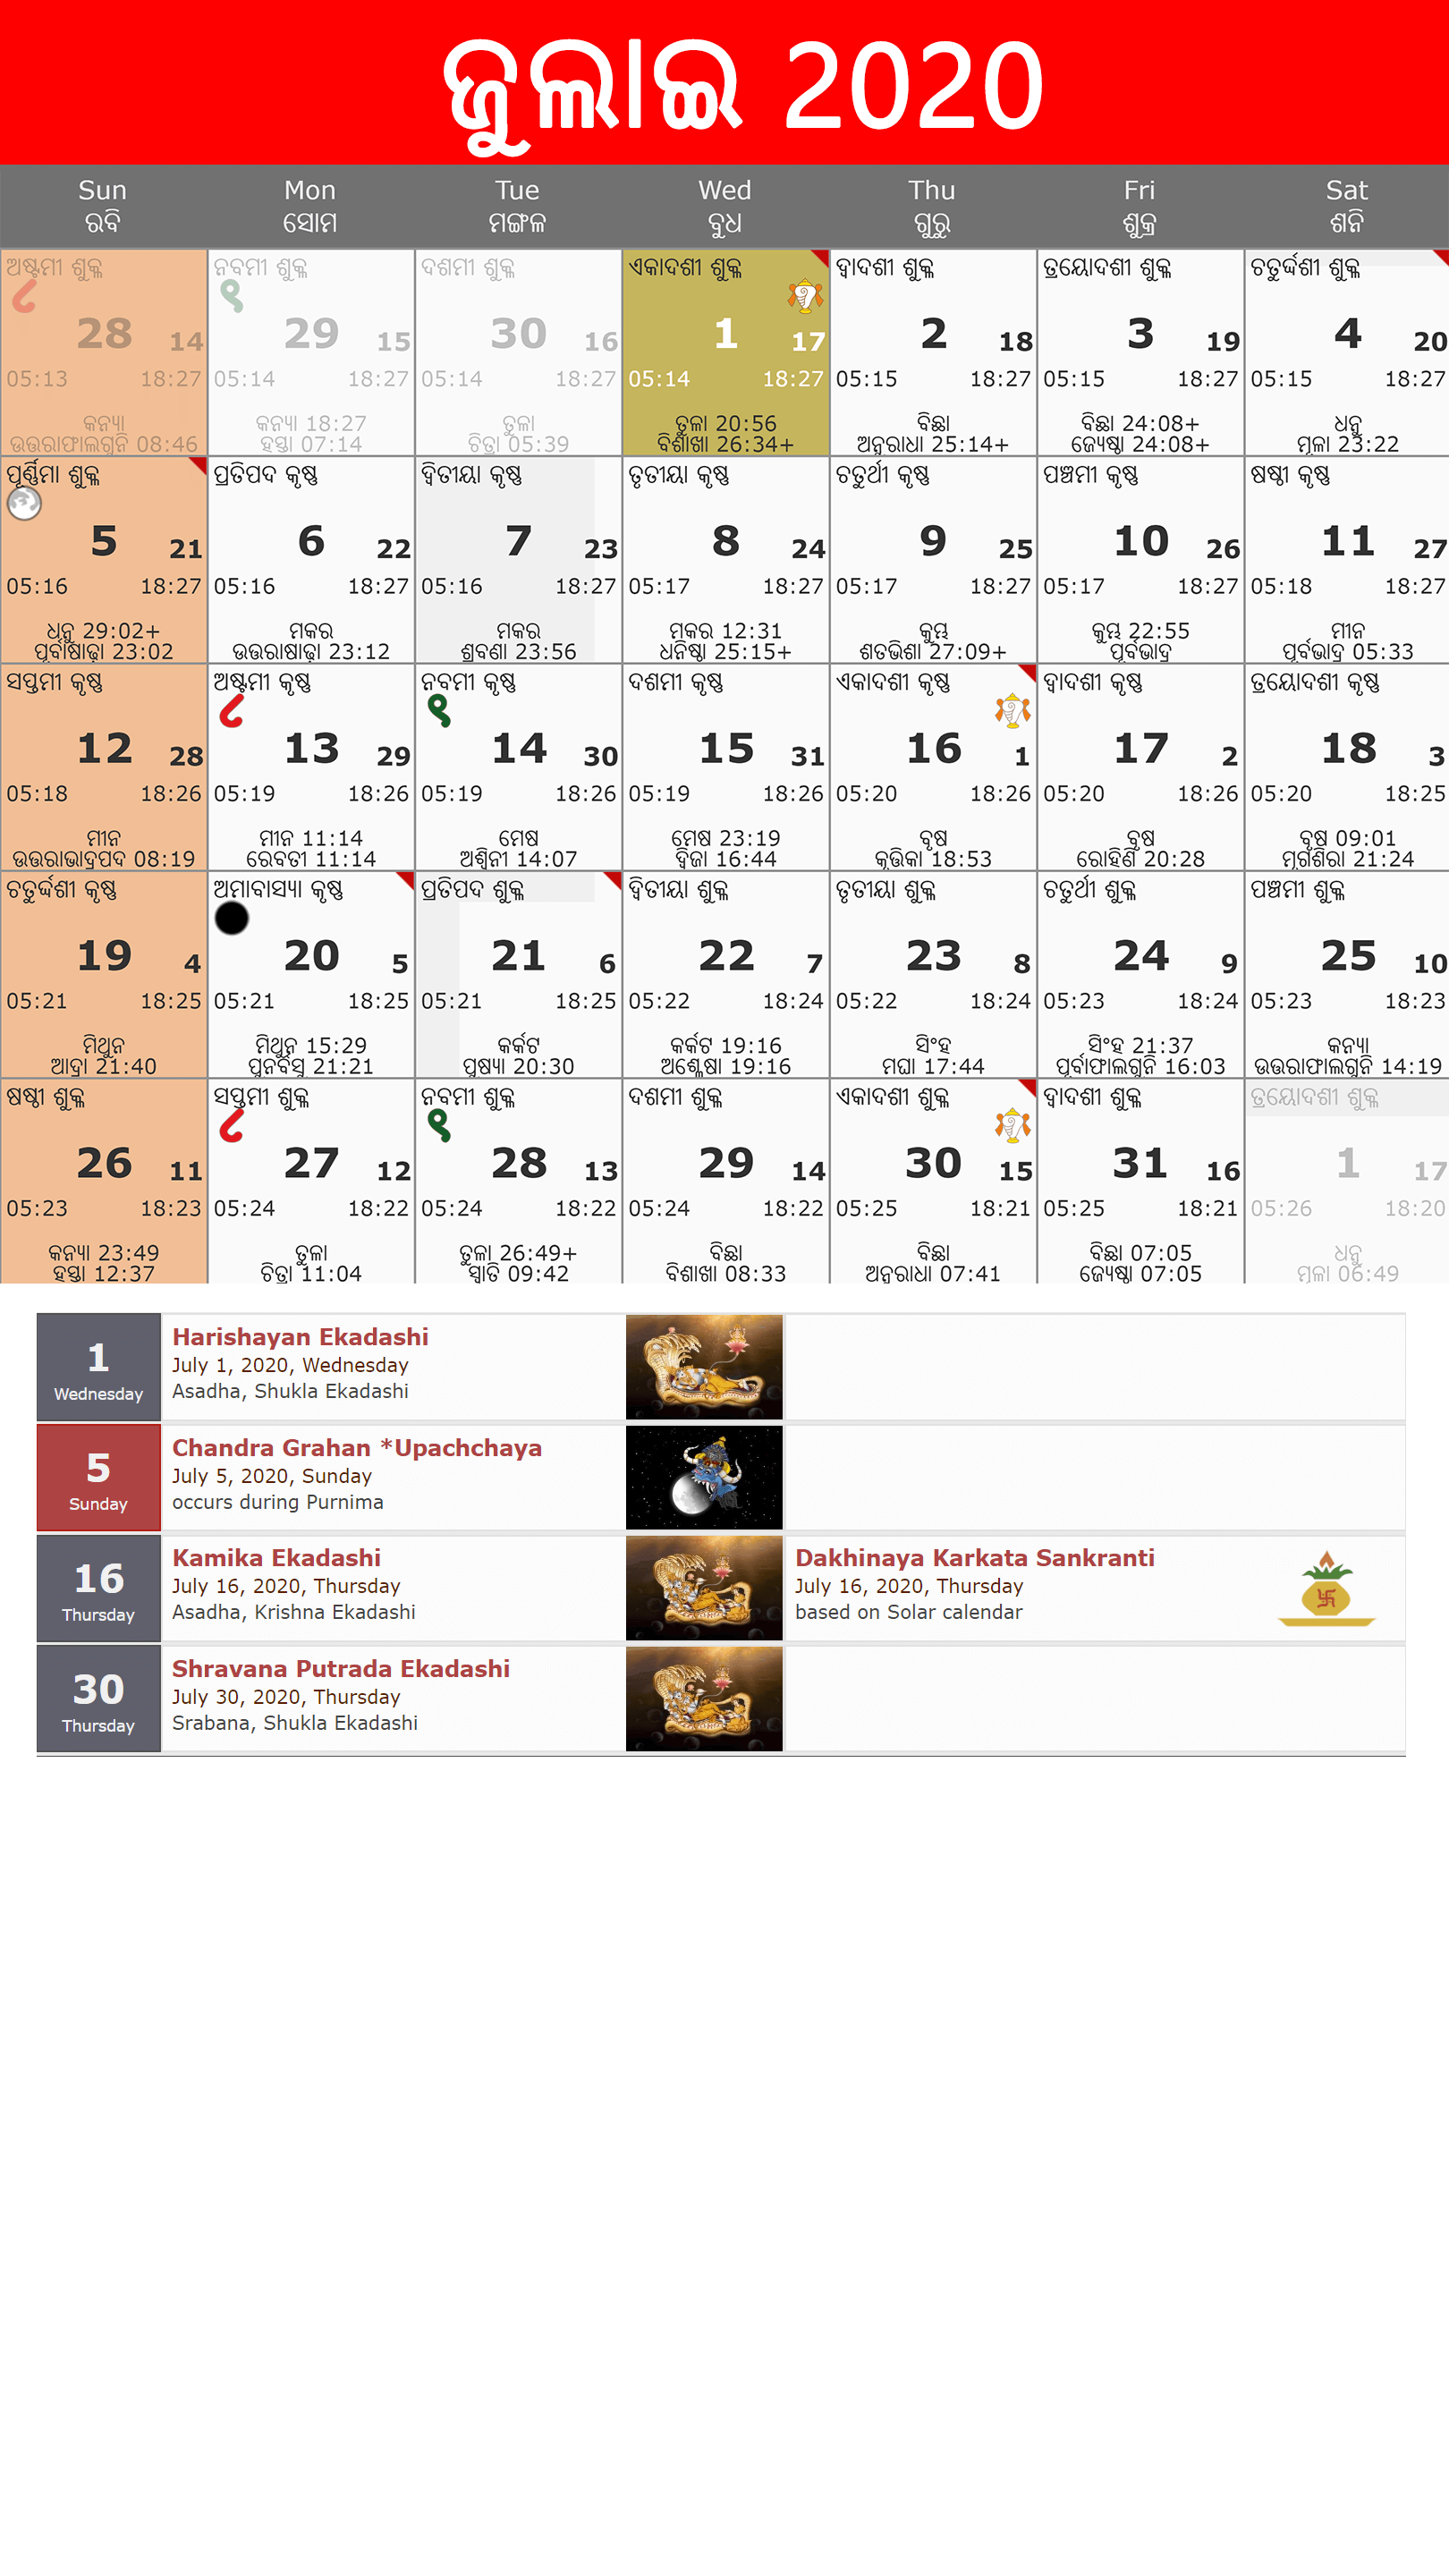 ଜୁଲାଇ 2020
Sun Mon Tue Wed Thu Fri Sat
ରବି ସୋମ ମଙ୍ଗଳ ବୁଧ ଗୁରୁ ଶୁକ୍ର ଶନି
ଅଷ୍ଟମୀ ଶୁକ୍ଳ ନବମୀ ଶୁକ୍ଳ ଦଶମୀ ଶୁକ୍ଳ ଏକାଦଶୀ ଶୁକ୍ଳ ଦ୍ୱାଦଶୀ ଶୁକ୍ଳ ତ୍ରୟୋଦଶୀ ଶୁକ୍ଳ ଚତୁର୍ଦ୍ଦଶୀ ଶୁକ୍ଳ
28 14 29 15 30 16 1 17 2 18 3 19 4 20
05:13 18:27 05:14 18:27 05:14 18:27 05:14 18:27 05:15 18:27 05:15 18:27 05:15 18:27
କନ୍ୟା କନ୍ୟା 18:27 ତୁଳା ତୁଳା 20:56 ବିଛା ବିଛା 24:08+ ଧନୁ
ଉତ୍ତରାଫାଲଗୁନି 08:46 ହସ୍ତା 07:14 ଚିତ୍ରା 05:39 ବିଶାଖା 26:34+ ଅନୁରାଧା 25:14+ ଜ୍ୟେଷ୍ଠା 24:08+ ମୂଳା 23:22
ପୂର୍ଣ୍ଣିମା ଶୁକ୍ଳ ପ୍ରତିପଦ କୃଷ୍ଣ ଦ୍ୱିତୀୟା କୃଷ୍ଣ ତୃତୀୟା କୃଷ୍ଣ ଚତୁର୍ଥୀ କୃଷ୍ଣ ପଞ୍ଚମୀ କୃଷ୍ଣ ଷଷ୍ଠୀ କୃଷ୍ଣ
5 21 6 22 7 23 8 24 9 25 10 26 11 27
05:16 18:27 05:16 18:27 05:16 18:27 05:17 18:27 05:17 18:27 05:17 18:27 05:18 18:27
ଧନୁ 29:02+ ମକର ମକର ମକର 12:31 କୁମ୍ଭ କୁମ୍ଭ 22:55 ମୀନ
ପୂର୍ବାଷାଢ଼ା 23:02 ଉତ୍ତରାଷାଢ଼ା 23:12 ଶ୍ରବଣା 23:56 ଧନିଷ୍ଠା 25:15+ ଶତଭିଶା 27:09+ ପୂର୍ବଭାଦ୍ର ପୂର୍ବଭାଦ୍ର 05:33
ସପ୍ତମୀ କୃଷ୍ଣ ଅଷ୍ଟମୀ କୃଷ୍ଣ ନବମୀ କୃଷ୍ଣ ଦଶମୀ କୃଷ୍ଣ ଏକାଦଶୀ କୃଷ୍ଣ ଦ୍ୱାଦଶୀ କୃଷ୍ଣ ତ୍ରୟୋଦଶୀ କୃଷ୍ଣ
12 28 13 29 14 30 15 31 16 1 17 2 18 3
05:18 18:26 05:19 18:26 05:19 18:26 05:19 18:26 05:20 18:26 05:20 18:26 05:20 18:25
ମୀନ ମୀନ 11:14 ମେଷ ମେଷ 23:19 ବୃଷ ବୃଷ ବୃଷ 09:01
ଉତ୍ତରାଭାଦ୍ରପଦ 08:19 ରେବତୀ 11:14 ଅଶ୍ୱିନୀ 14:07 ଦ୍ୱିଜା 16:44 କୃତ୍ତିକା 18:53 ରୋହିଣି 20:28 ମୃଗଶିରା 21:24
ଚତୁର୍ଦ୍ଦଶୀ କୃଷ୍ଣ ଅମାବାସ୍ୟା କୃଷ୍ଣ ପ୍ରତିପଦ ଶୁକ୍ଳ ଦ୍ୱିତୀୟା ଶୁକ୍ଳ ତୃତୀୟା ଶୁକ୍ଳ ଚତୁର୍ଥୀ ଶୁକ୍ଳ ପଞ୍ଚମୀ ଶୁକ୍ଳ
19 4 20 5 21 6 22 7 23 8 24 9 25 10
05:21 18:25 05:21 18:25 05:21 18:25 05:22 18:24 05:22 18:24 05:23 18:24 05:23 18:23
ମିଥୁନ ମିଥୁନ 15:29 କର୍କଟ କର୍କଟ 19:16 ସିଂହ ସିଂହ 21:37 କନ୍ୟା
ଆଦ୍ରା 21:40 ପୁନର୍ବସୁ 21:21 ପୁଷ୍ୟା 20:30 ଅଶ୍ଳେଷା 19:16 ମଘା 17:44 ପୂର୍ବାଫାଲଗୁନି 16:03 ଉତ୍ତରାଫାଲଗୁନି 14:19
ଷଷ୍ଠୀ ଶୁକ୍ଳ ସପ୍ତମୀ ଶୁକ୍ଳ ନବମୀ ଶୁକ୍ଳ ଦଶମୀ ଶୁକ୍ଳ ଏକାଦଶୀ ଶୁକ୍ଳ ଦ୍ୱାଦଶୀ ଶୁକ୍ଳ ତ୍ରୟୋଦଶୀ ଶୁକ୍ଳ
26 11 27 12 28 13 29 14 30 15 31 16 1 17
05:23 18:23 05:24 18:22 05:24 18:22 05:24 18:22 05:25 18:21 05:25 18:21 05:26 18:20
କନ୍ୟା 23:49 ତୁଳା ତୁଳା 26:49+ ବିଛା ବିଛା ବିଛା 07:05 ଧନୁ
ହସ୍ତା 12:37 ଚିତ୍ରା 11:04 ସ୍ୱାତି 09:42 ବିଶାଖା 08:33 ଅନୁରାଧା 07:41 ଜ୍ୟେଷ୍ଠା 07:05 ମୂଳା 06:49
1
Wednesday
Harishayan Ekadashi
July 1, 2020, Wednesday
Asadha, Shukla Ekadashi
5
Sunday
Chandra Grahan *Upachchaya
July 5, 2020, Sunday
occurs during Purnima
16
Thursday
Kamika Ekadashi
July 16, 2020, Thursday
Asadha, Krishna Ekadashi
Dakhinaya Karkata Sankranti
July 16, 2020, Thursday
based on Solar calendar
30
Thursday
Shravana Putrada Ekadashi
July 30, 2020, Thursday
Srabana, Shukla Ekadashi